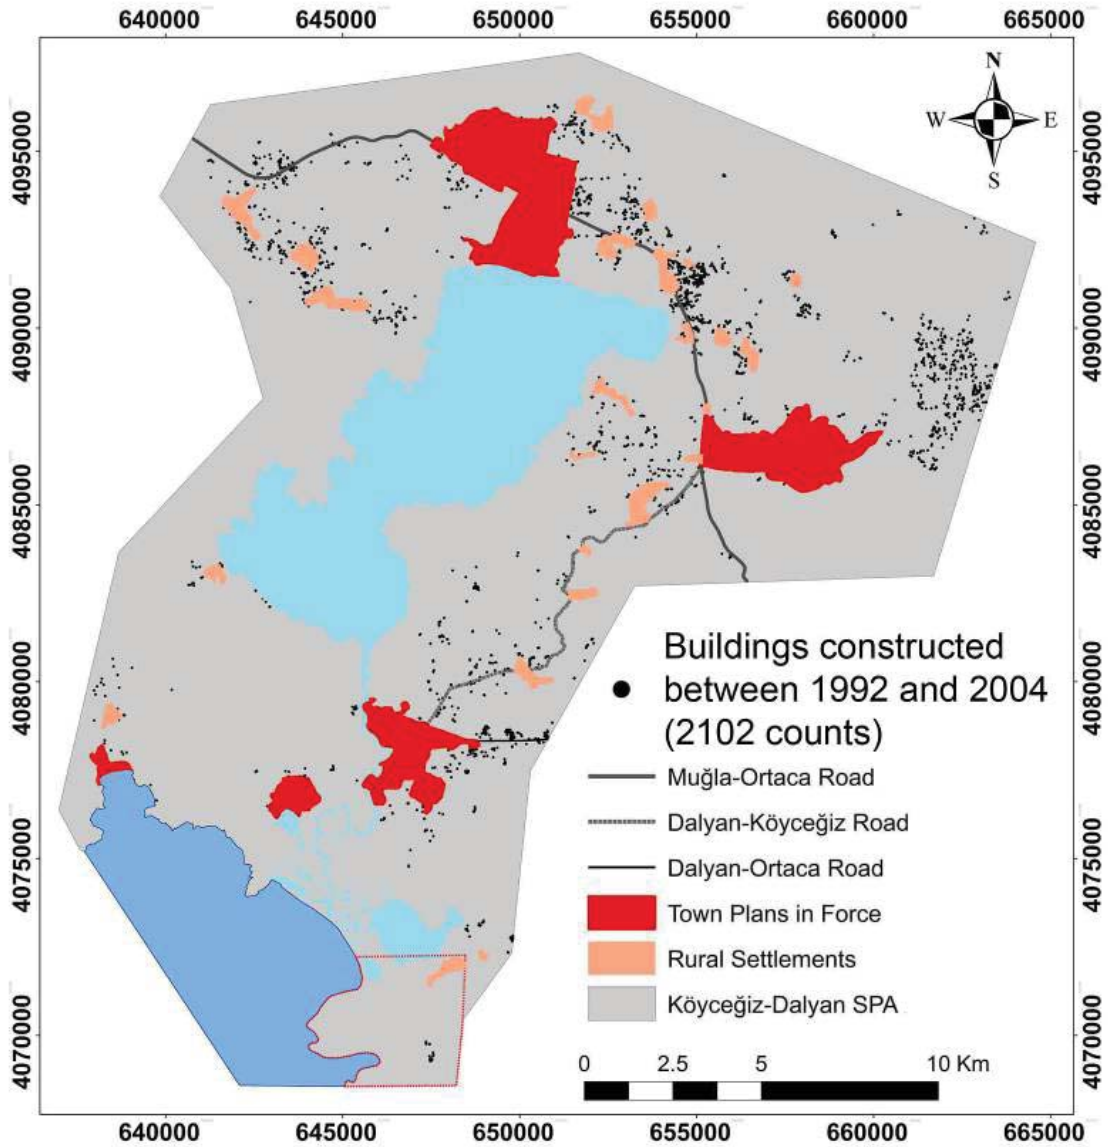 640000 645000 650000 655000 660000 665000
N
W E
S
4095000 4095000
4090000 4090000
4085000 4085000
4080000 4080000
4075000 4075000
4070000 4070000
Buildings constructed
between 1992 and 2004
(2102 counts)
Muğla-Ortaca Road
Dalyan-Köyceğiz Road
Dalyan-Ortaca Road
Town Plans in Force
Rural Settlements
Köyceğiz-Dalyan SPA
0 2.5 5 10 Km
640000 645000 650000 655000 660000 665000